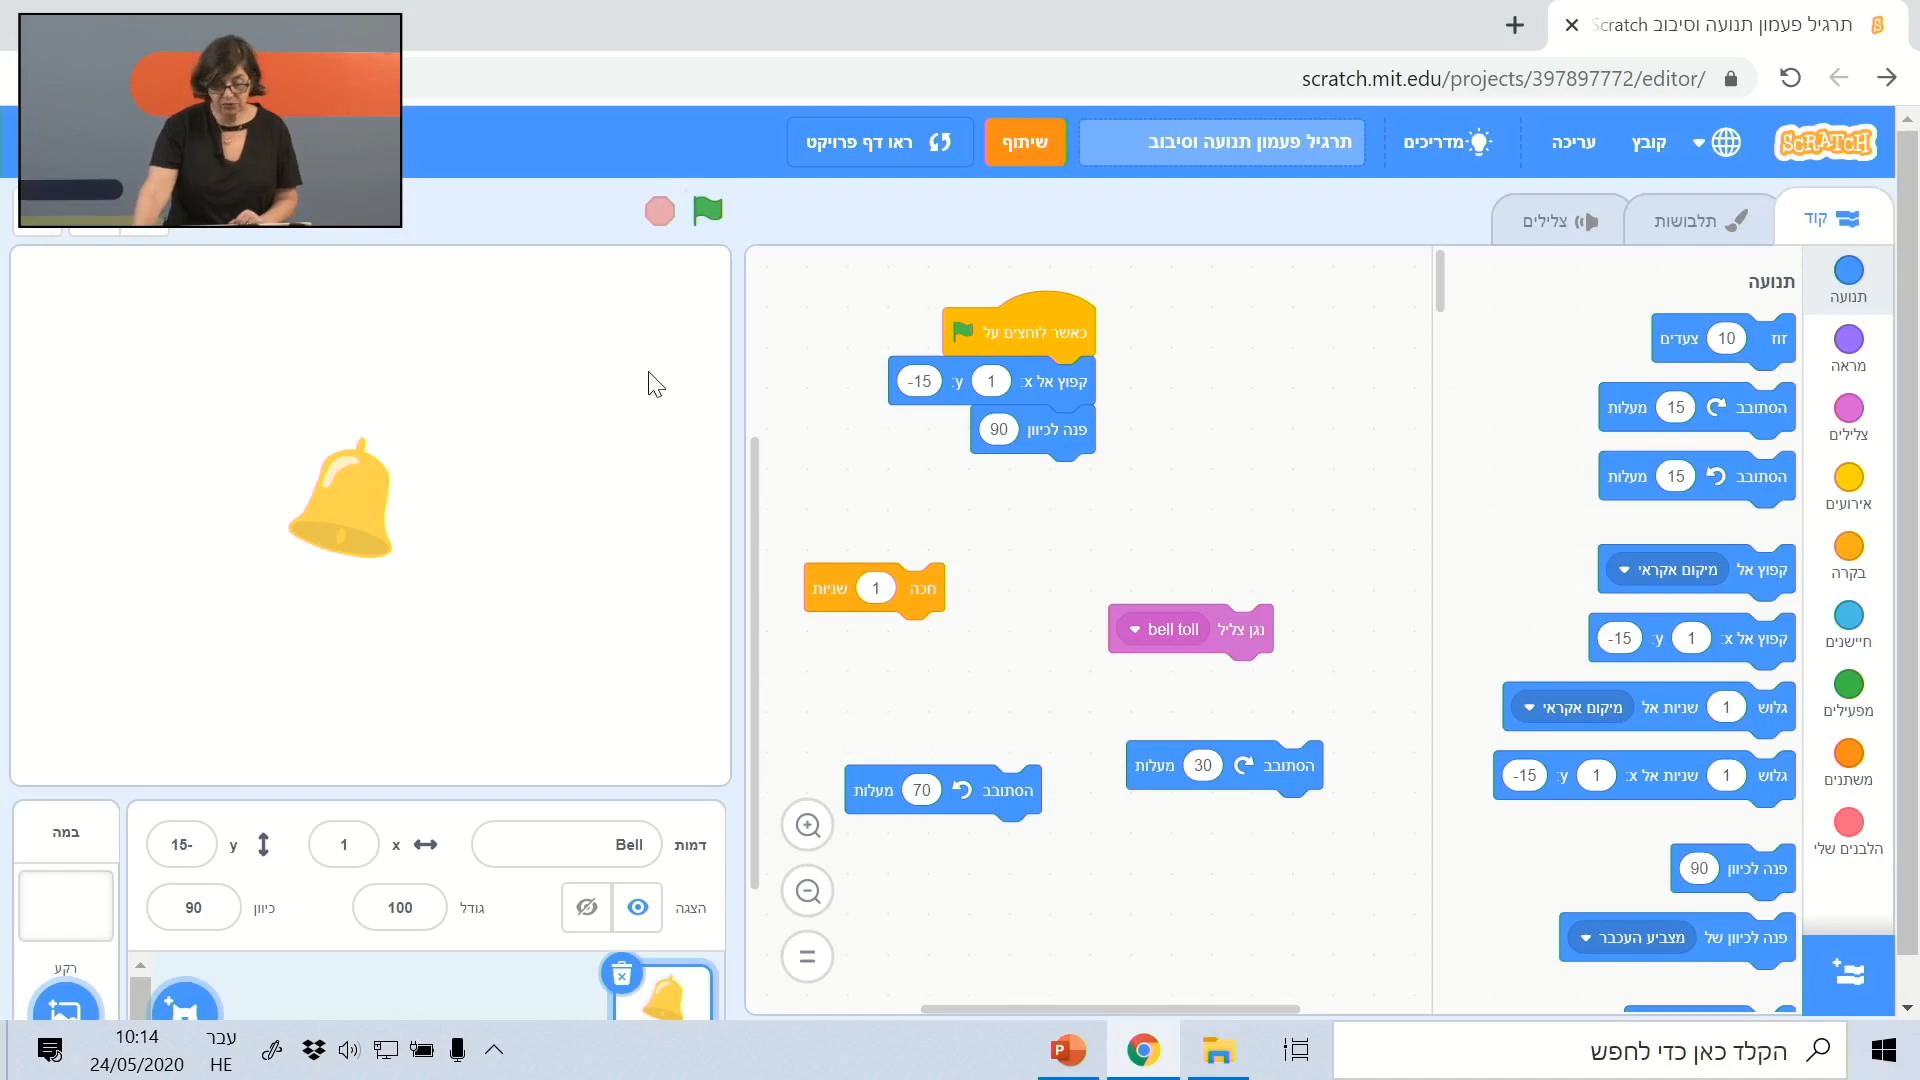 תרגיל פעמון תנועה וסיבוב Scratch
scratch.mit.edu/projects/397897772/editor/
SCRATCH
קובץ
עריכה
מדריכים
תרגיל פעמון תנועה וסיבוב
שיתוף
ראו דף פרויקט
קוד
תלבושות
צלילים
תנועה
מראה
צלילים
אירועים
בקרה
חיישנים
מפעילים
משתנים
הלבנים שלי
תנועה
זוז 10 צעדים
הסתובב 15 מעלות
הסתובב 15 מעלות
קפוץ אל מיקום אקראי
קפוץ אל x: 1 y: -15
גלוש 1 שניות אל מיקום אקראי
גלוש 1 שניות אל x: 1 y: -15
פנה לכיוון 90
פנה לכיוון של מצביע העכבר
כאשר לוחצים על
קפוץ אל x: 1 y: -15
פנה לכיוון 90
חכה 1 שניות
נגן צליל bell toll
הסתובב 30 מעלות
הסתובב 70 מעלות
דמות Bell x 1 y 15-
הצגה גודל 100 כיוון 90
במה
רקע
הקלד כאן כדי לחפש
עבר
HE
10:14
24/05/2020